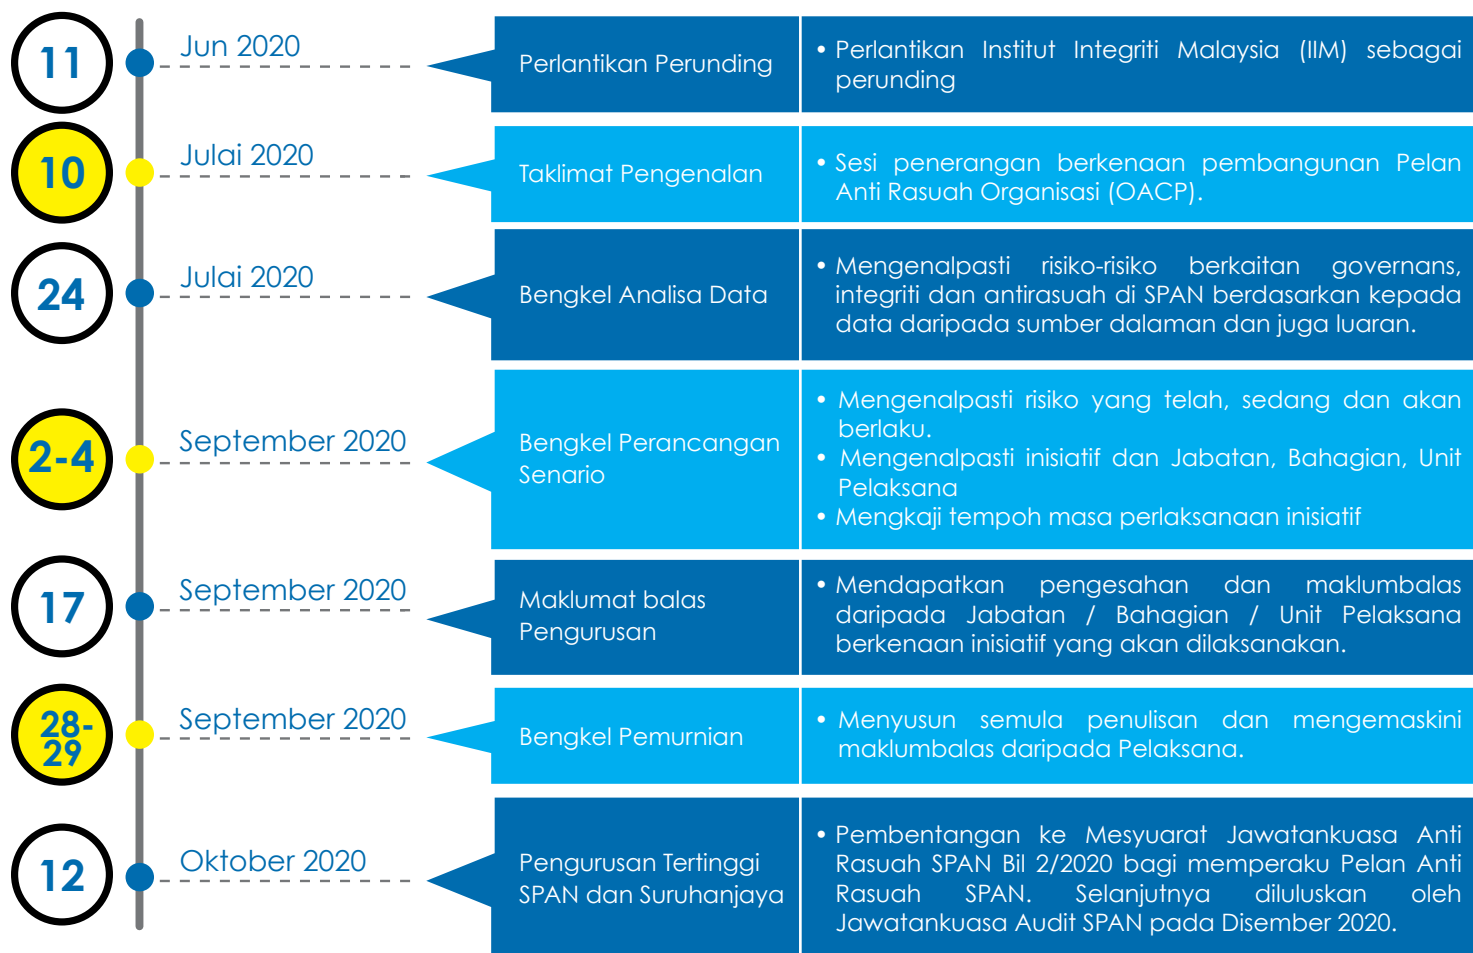 11
Jun 2020
Perlantikan Perunding
• Perlantikan Institut Integriti Malaysia (IIM) sebagai
perunding
10
Julai 2020
Taklimat Pengenalan
• Sesi penerangan berkenaan pembangunan Pelan
Anti Rasuah Organisasi (OACP).
24
Julai 2020
Bengkel Analisa Data
• Mengenalpasti risiko-risiko berkaitan governans,
integriti dan antirasuah di SPAN berdasarkan kepada
data daripada sumber dalaman dan juga luaran.
2-4
September 2020
Bengkel Perancangan
Senario
• Mengenalpasti risiko yang telah, sedang dan akan
berlaku.
• Mengenalpasti inisiatif dan Jabatan, Bahagian, Unit
Pelaksana
• Mengkaji tempoh masa perlaksanaan inisiatif
17
September 2020
Maklumat balas
Pengurusan
• Mendapatkan pengesahan dan maklumbalas
daripada Jabatan / Bahagian / Unit Pelaksana
berkenaan inisiatif yang akan dilaksanakan.
28-
29
September 2020
Bengkel Pemurnian
• Menyusun semula penulisan dan mengemaskini
maklumbalas daripada Pelaksana.
12
Oktober 2020
Pengurusan Tertinggi
SPAN dan Suruhanjaya
• Pembentangan ke Mesyuarat Jawatankuasa Anti
Rasuah SPAN Bil 2/2020 bagi memperaku Pelan Anti
Rasuah SPAN. Selanjutnya diluluskan oleh
Jawatankuasa Audit SPAN pada Disember 2020.